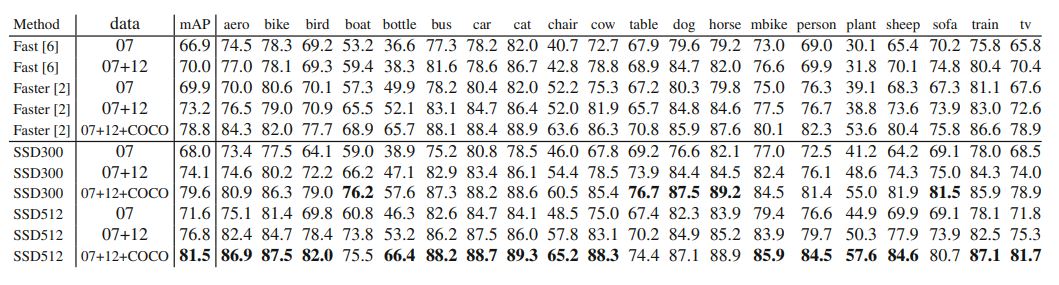 Method data mAP aero bike bird boat bottle bus car cat chair cow table dog horse mbike person plant sheep sofa train tv
Fast [6] 07 66.9 74.5 78.3 69.2 53.2 36.6 77.3 78.2 82.0 40.7 72.7 67.9 79.6 79.2 73.0 69.0 30.1 65.4 70.2 75.8 65.8
Fast [6] 07+12 70.0 77.0 78.1 69.3 59.4 38.3 81.6 78.6 86.7 42.8 78.8 68.9 84.7 82.0 76.6 69.9 31.8 70.1 74.8 80.4 70.4
Faster [2] 07 69.9 70.0 80.6 70.1 57.3 49.9 78.2 80.4 82.0 52.2 75.3 67.2 80.3 79.8 75.0 76.3 39.1 68.3 67.3 81.1 67.6
Faster [2] 07+12 73.2 76.5 79.0 70.9 65.5 52.1 83.1 84.7 86.4 52.0 81.9 65.7 84.8 84.6 77.5 76.7 38.8 73.6 73.9 83.0 72.6
Faster [2] 07+12+COCO 78.8 84.3 82.0 77.7 68.9 65.7 88.1 88.4 88.9 63.6 86.3 70.8 85.9 87.6 80.1 82.3 53.6 80.4 75.8 86.6 78.9
SSD300 07 68.0 73.4 77.5 64.1 59.0 38.9 75.2 80.8 78.5 46.0 67.8 69.2 76.6 82.1 77.0 72.5 41.2 64.2 69.1 78.0 68.5
SSD300 07+12 74.1 74.6 80.2 72.2 66.2 47.1 82.9 83.4 86.1 54.4 78.5 73.9 84.4 84.5 82.4 76.1 48.6 74.3 75.0 84.3 74.0
SSD300 07+12+COCO 79.6 80.9 86.3 79.0 76.2 57.6 87.3 88.2 88.6 60.5 85.4 76.7 87.5 89.2 84.5 81.4 55.0 81.9 81.5 85.9 78.9
SSD512 07 71.6 75.1 81.4 69.8 60.8 46.3 82.6 84.7 84.1 48.5 75.0 67.4 82.3 83.9 79.4 76.6 44.9 69.9 69.1 78.1 71.8
SSD512 07+12 76.8 82.4 84.7 78.4 73.8 53.2 86.2 87.5 86.0 57.8 83.1 70.2 84.9 85.2 83.9 79.7 50.3 77.9 73.9 82.5 75.3
SSD512 07+12+COCO 81.5 86.9 87.5 82.0 75.5 66.4 88.2 88.7 89.3 65.2 88.3 74.4 87.1 88.9 85.9 84.5 57.6 84.6 80.7 87.1 81.7